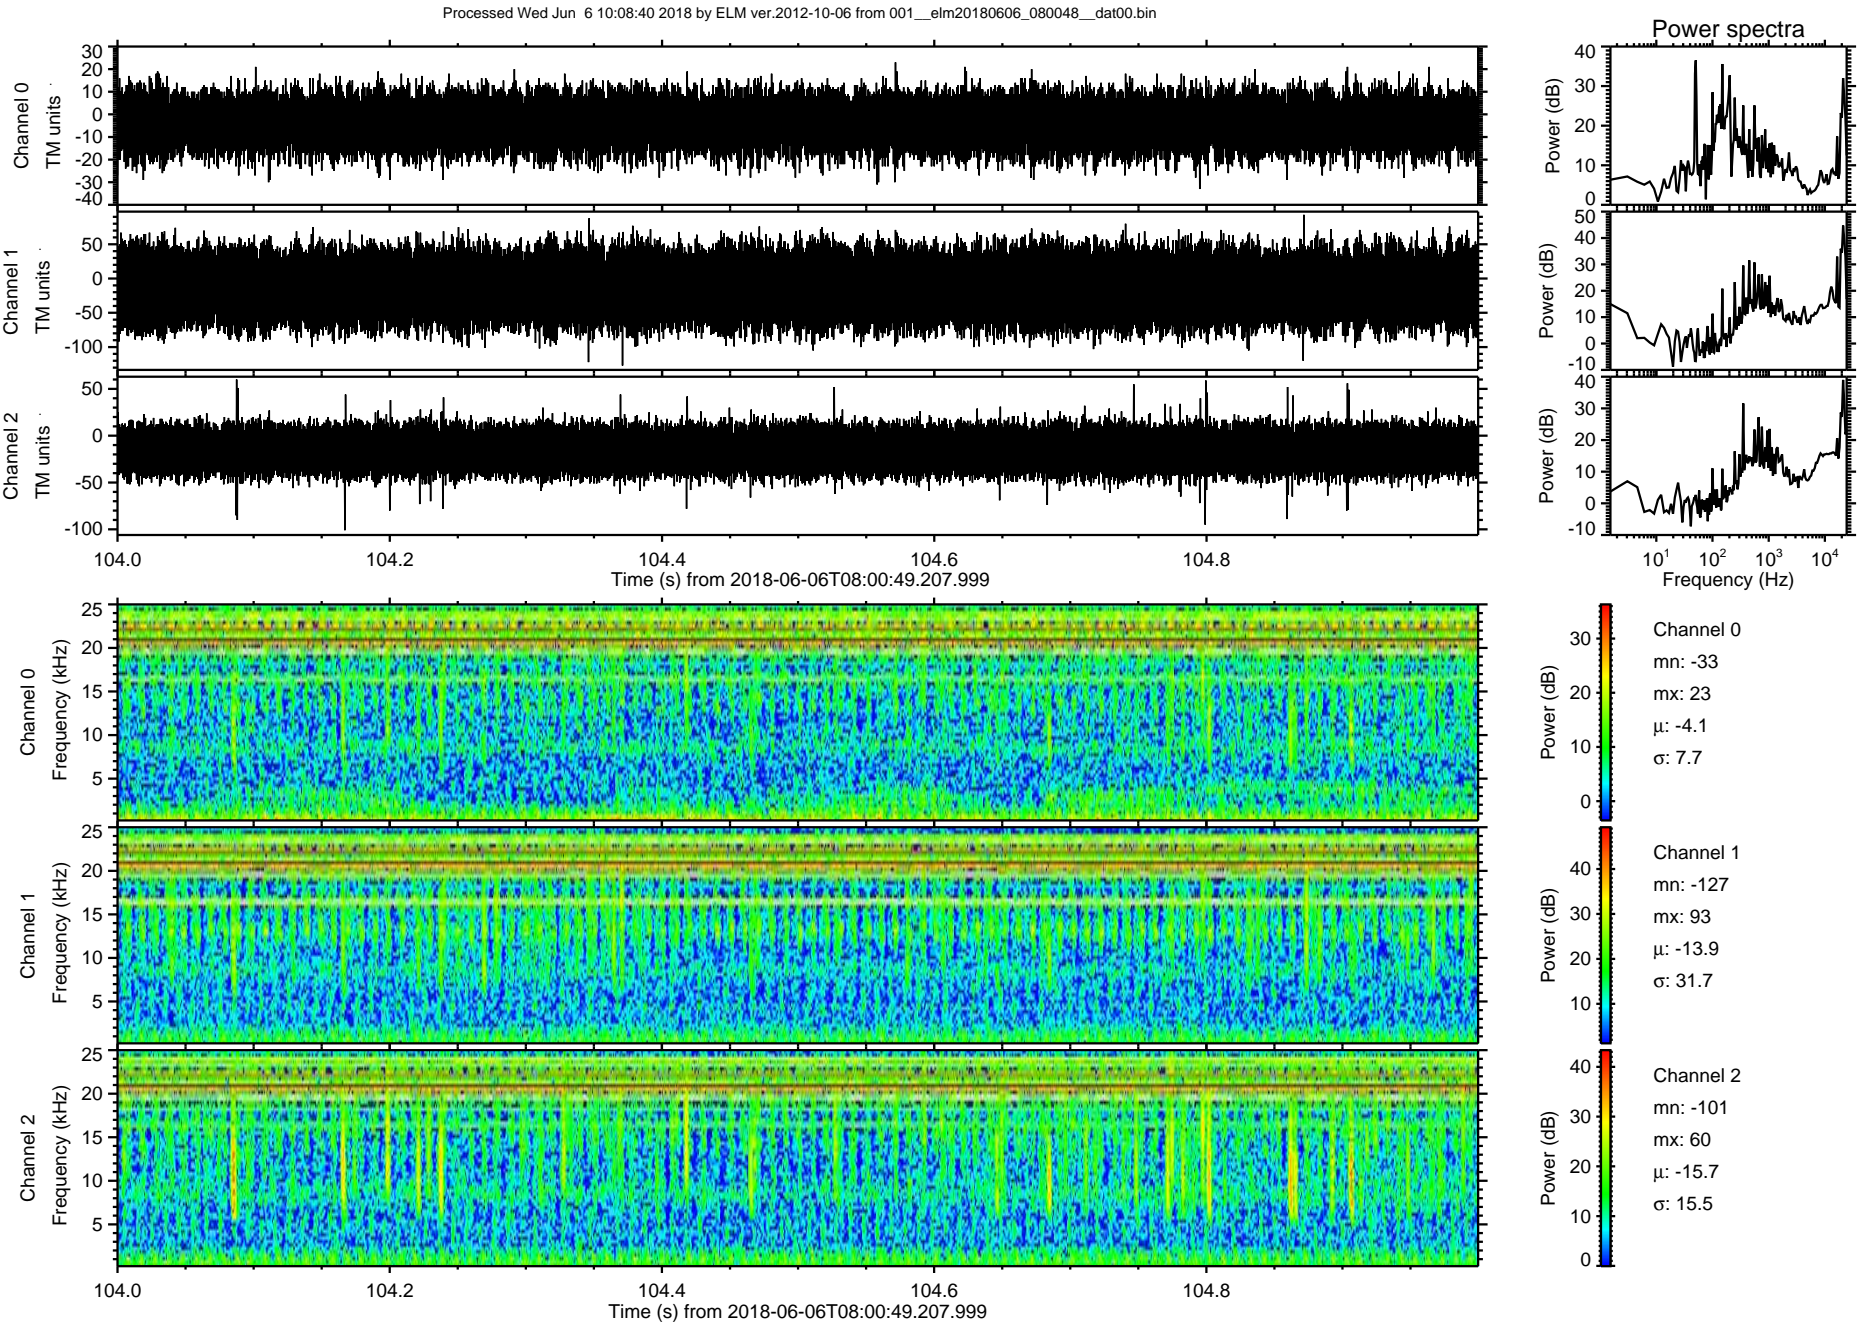 Processed Wed Jun 6 10:08:40 2018 by ELM ver.2012-10-06 from 001__elm20180606_080048__dat00.bin
Power spectra
Channel 0
TM units
30
20
10
0
-10
-20
-30
-40
Power (dB)
40
30
20
10
0
Channel 1
TM units
50
0
-50
-100
Power (dB)
50
40
30
20
10
0
-10
Channel 2
TM units
50
0
-50
-100
Power (dB)
40
30
20
10
0
-10
104.0 104.2 104.4 104.6 104.8
Time (s) from 2018-06-06T08:00:49.207.999
10^1 10^2 10^3 10^4
Frequency (Hz)
Channel 0
Frequency (kHz)
25
20
15
10
5
Power (dB)
30
20
10
0
Channel 0
mn: -33
mx: 23
μ: -4.1
σ: 7.7
Channel 1
Frequency (kHz)
25
20
15
10
5
Power (dB)
40
30
20
10
Channel 1
mn: -127
mx: 93
μ: -13.9
σ: 31.7
Channel 2
Frequency (kHz)
25
20
15
10
5
Power (dB)
40
30
20
10
0
Channel 2
mn: -101
mx: 60
μ: -15.7
σ: 15.5
104.0 104.2 104.4 104.6 104.8
Time (s) from 2018-06-06T08:00:49.207.999